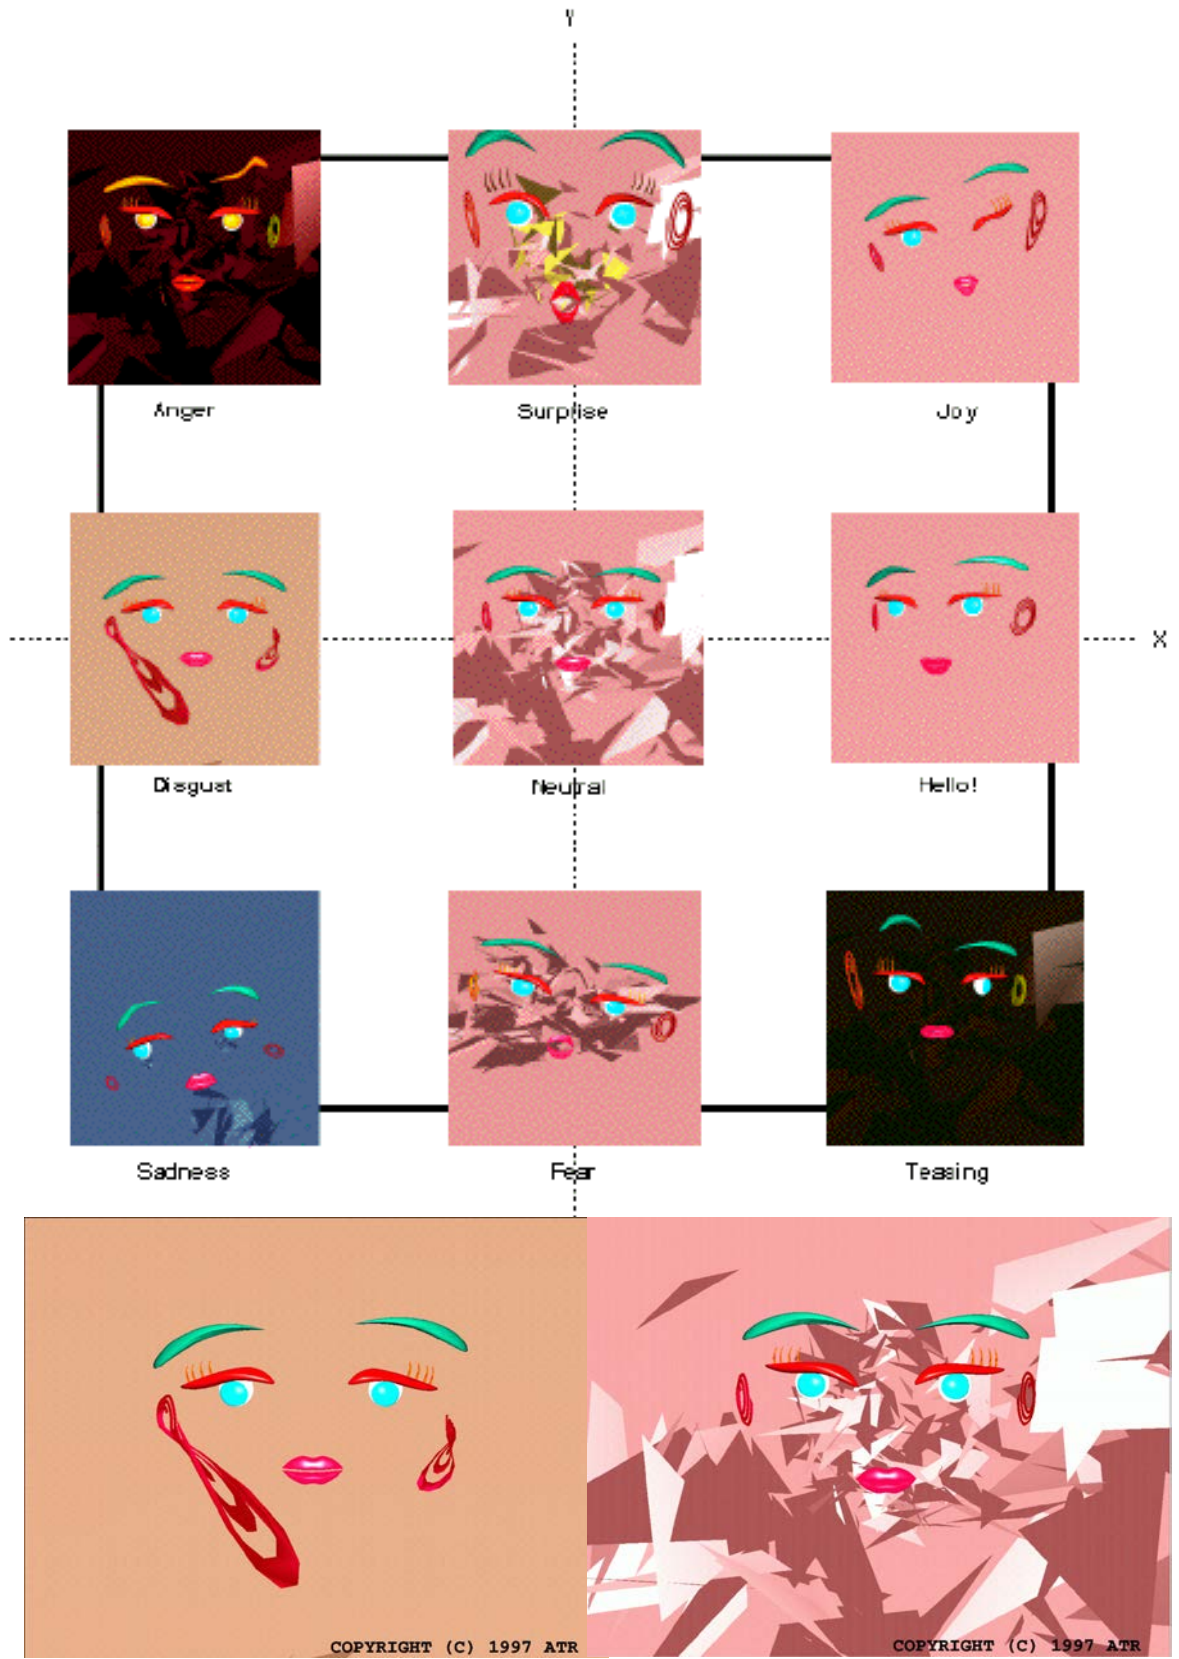 Y
Anger Surprise Joy
X
Disgust Neutral Hello!
Sadness Fear Teasing
COPYRIGHT (C) 1997 ATR COPYRIGHT (C) 1997 ATR